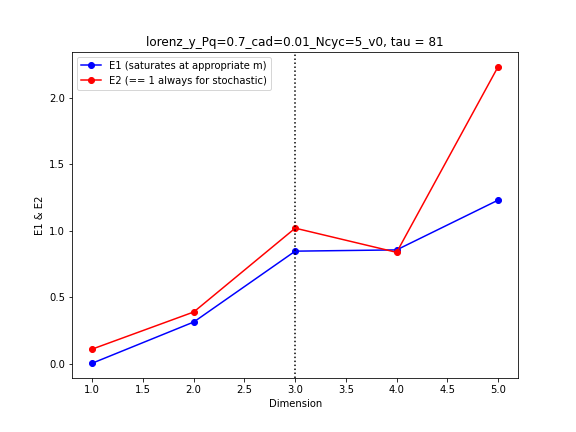 lorenz_y_Pq=0.7_cad=0.01_Ncyc=5_v0, tau = 81
E1 (saturates at appropriate m)
E2 (== 1 always for stochastic)
2.0
1.5
1.0
0.5
0.0
E1 & E2
1.0 1.5 2.0 2.5 3.0 3.5 4.0 4.5 5.0
Dimension